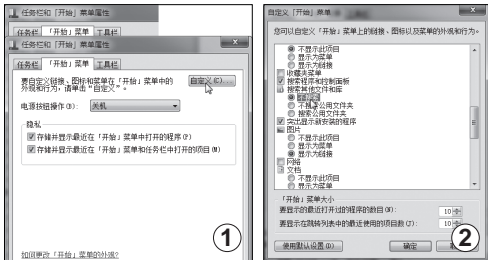 任务栏和「开始」菜单属性
任务栏 「开始」菜单 工具栏
任务栏和「开始」菜单属性
任务栏 「开始」菜单 工具栏
要自定义链接、图标和菜单在「开始」菜单中的外观和行为，请单击“自定义”。
自定义(C)...
电源按钮操作(B): 关机
隐私
存储并显示最近在「开始」菜单中打开的程序(P)
存储并显示最近在「开始」菜单和任务栏中打开的项目(M)
如何更改「开始」菜单的外观?
1
自定义「开始」菜单
您可以自定义「开始」菜单上的链接、图标以及菜单的外观和行为。
不显示此项目
显示为菜单
显示为链接
收藏夹菜单
搜索程序和控制面板
搜索其他文件和库
不搜索
不搜索公用文件夹
搜索公用文件夹
突出显示新安装的程序
图片
不显示此项目
显示为菜单
显示为链接
网络
文档
不显示此项目
显示为菜单
「开始」菜单大小
要显示的最近打开过的程序的数目(N): 10
要显示在跳转列表中的最近使用的项目数(J): 10
使用默认设置(D) 确定
2